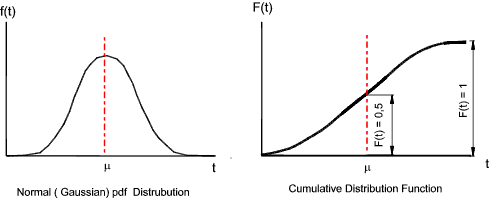 f(t)
μ
t
Normal ( Gaussian) pdf Distrubution
F(t)
F(t) = 0,5
F(t) = 1
μ
t
Cumulative Distribution Function